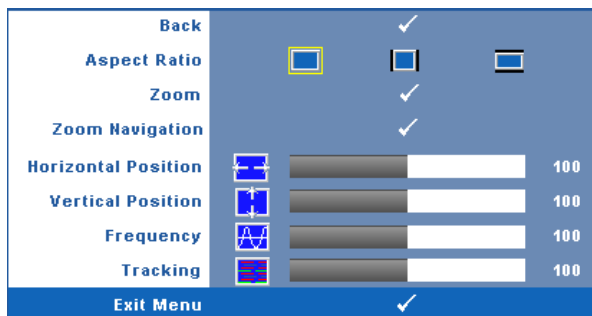 Back
Aspect Ratio
Zoom
Zoom Navigation
Horizontal Position 100
Vertical Position 100
Frequency 100
Tracking 100
Exit Menu